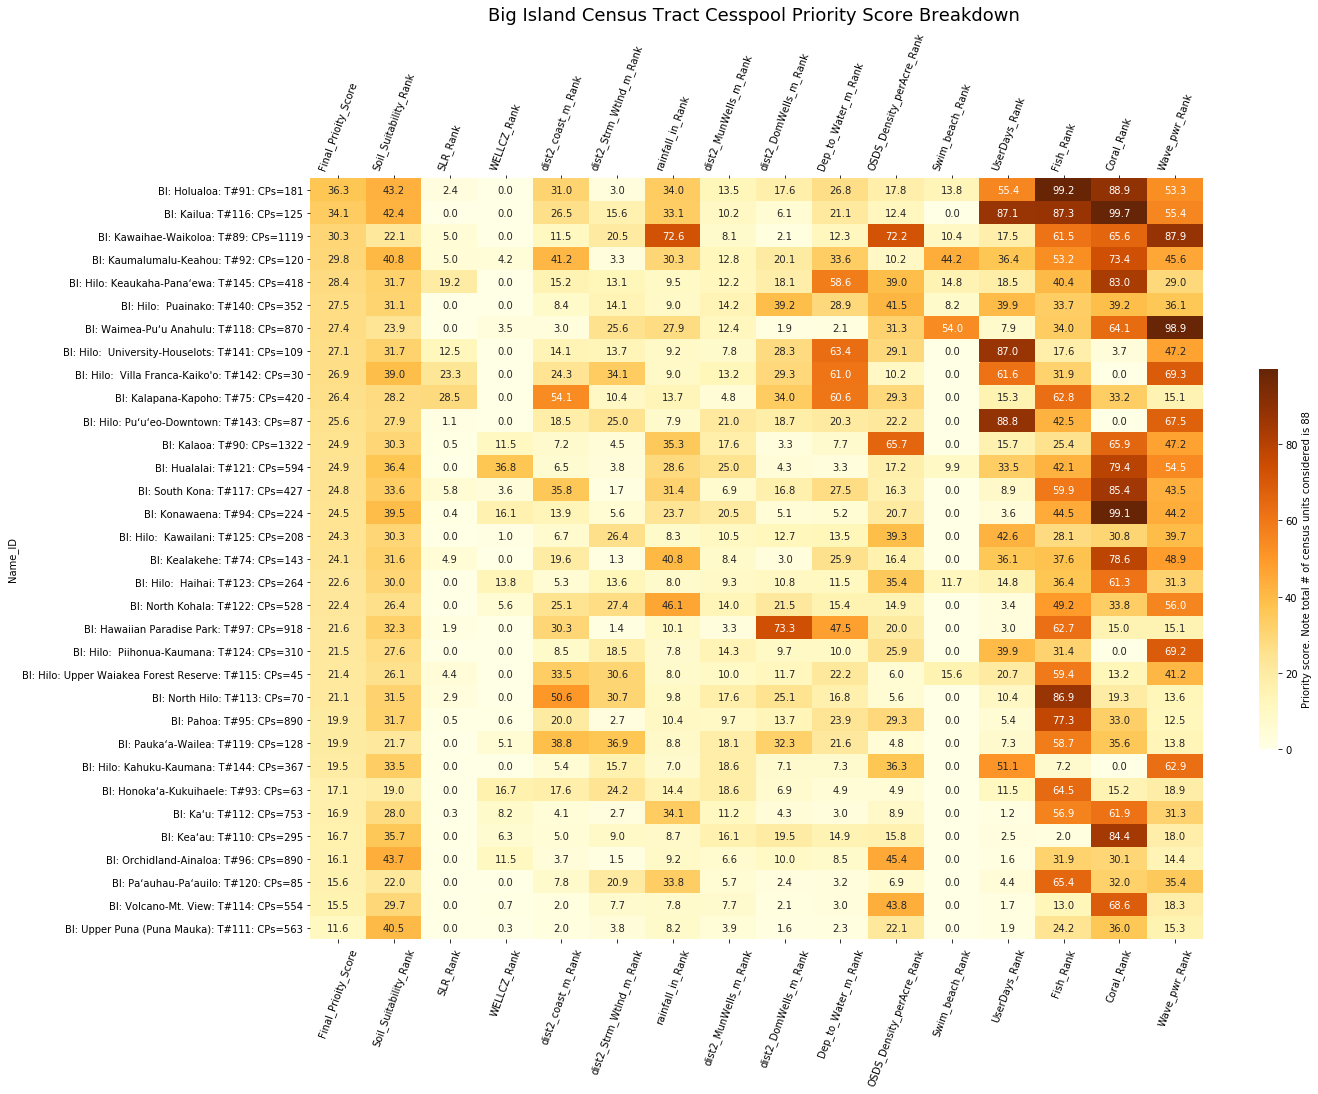 Big Island Census Tract Cesspool Priority Score Breakdown
Final_Prioity_Score Soil_Suitability_Rank SLR_Rank WELLCZ_Rank dist2_coast_m_Rank dist2_Strm_Wtlnd_m_Rank rainfall_in_Rank dist2_MunWells_m_Rank dist2_DomWells_m_Rank Dep_to_Water_m_Rank OSDS_Density_perAcre_Rank Swim_beach_Rank UserDays_Rank Fish_Rank Coral_Rank Wave_pwr_Rank
BI: Holualoa: T#91: CPs=181 36.3 43.2 2.4 0.0 31.0 3.0 34.0 13.5 17.6 26.8 17.8 13.8 55.4 99.2 88.9 53.3
BI: Kailua: T#116: CPs=125 34.1 42.4 0.0 0.0 26.5 15.6 33.1 10.2 6.1 21.1 12.4 0.0 87.1 87.3 99.7 55.4
BI: Kawaihae-Waikoloa: T#89: CPs=1119 30.3 22.1 5.0 0.0 11.5 20.5 72.6 8.1 2.1 12.3 72.2 10.4 17.5 61.5 65.6 87.9
BI: Kaumalumalu-Keahou: T#92: CPs=120 29.8 40.8 5.0 4.2 41.2 3.3 30.3 12.8 20.1 33.6 10.2 44.2 36.4 53.2 73.4 45.6
BI: Hilo: Keaukaha-Panaʻewa: T#145: CPs=418 28.4 31.7 19.2 0.0 15.2 13.1 9.5 12.2 18.1 58.6 39.0 14.8 18.5 40.4 83.0 29.0
BI: Hilo:  Puainako: T#140: CPs=352 27.5 31.1 0.0 0.0 8.4 14.1 9.0 14.2 39.2 28.9 41.5 8.2 39.9 33.7 39.2 36.1
BI: Waimea-Puʻu Anahulu: T#118: CPs=870 27.4 23.9 0.0 3.5 3.0 25.6 27.9 12.4 1.9 2.1 31.3 54.0 7.9 34.0 64.1 98.9
BI: Hilo:  University-Houselots: T#141: CPs=109 27.1 31.7 12.5 0.0 14.1 13.7 9.2 7.8 28.3 63.4 29.1 0.0 87.0 17.6 3.7 47.2
BI: Hilo:  Villa Franca-Kaiko'o: T#142: CPs=30 26.9 39.0 23.3 0.0 24.3 34.1 9.0 13.2 29.3 61.0 10.2 0.0 61.6 31.9 0.0 69.3
BI: Kalapana-Kapoho: T#75: CPs=420 26.4 28.2 28.5 0.0 54.1 10.4 13.7 4.8 34.0 60.6 29.3 0.0 15.3 62.8 33.2 15.1
BI: Hilo: Puʻuʻeo-Downtown: T#143: CPs=87 25.6 27.9 1.1 0.0 18.5 25.0 7.9 21.0 18.7 20.3 22.2 0.0 88.8 42.5 0.0 67.5
BI: Kalaoa: T#90: CPs=1322 24.9 30.3 0.5 11.5 7.2 4.5 35.3 17.6 3.3 7.7 65.7 0.0 15.7 25.4 65.9 47.2
BI: Hualalai: T#121: CPs=594 24.9 36.4 0.0 36.8 6.5 3.8 28.6 25.0 4.3 3.3 17.2 9.9 33.5 42.1 79.4 54.5
BI: South Kona: T#117: CPs=427 24.8 33.6 5.8 3.6 35.8 1.7 31.4 6.9 16.8 27.5 16.3 0.0 8.9 59.9 85.4 43.5
BI: Konawaena: T#94: CPs=224 24.5 39.5 0.4 16.1 13.9 5.6 23.7 20.5 5.1 5.2 20.7 0.0 3.6 44.5 99.1 44.2
BI: Hilo:  Kawailani: T#125: CPs=208 24.3 30.3 0.0 1.0 6.7 26.4 8.3 10.5 12.7 13.5 39.3 0.0 42.6 28.1 30.8 39.7
BI: Kealakehe: T#74: CPs=143 24.1 31.6 4.9 0.0 19.6 1.3 40.8 8.4 3.0 25.9 16.4 0.0 36.1 37.6 78.6 48.9
BI: Hilo:  Haihai: T#123: CPs=264 22.6 30.0 0.0 13.8 5.3 13.6 8.0 9.3 10.8 11.5 35.4 11.7 14.8 36.4 61.3 31.3
BI: North Kohala: T#122: CPs=528 22.4 26.4 0.0 5.6 25.1 27.4 46.1 14.0 21.5 15.4 14.9 0.0 3.4 49.2 33.8 56.0
BI: Hawaiian Paradise Park: T#97: CPs=918 21.6 32.3 1.9 0.0 30.3 1.4 10.1 3.3 73.3 47.5 20.0 0.0 3.0 62.7 15.0 15.1
BI: Hilo:  Piihonua-Kaumana: T#124: CPs=310 21.5 27.6 0.0 0.0 8.5 18.5 7.8 14.3 9.7 10.0 25.9 0.0 39.9 31.4 0.0 69.2
BI: Hilo: Upper Waiakea Forest Reserve: T#115: CPs=45 21.4 26.1 4.4 0.0 33.5 30.6 8.0 10.0 11.7 22.2 6.0 15.6 20.7 59.4 13.2 41.2
BI: North Hilo: T#113: CPs=70 21.1 31.5 2.9 0.0 50.6 30.7 9.8 17.6 25.1 16.8 5.6 0.0 10.4 86.9 19.3 13.6
BI: Pahoa: T#95: CPs=890 19.9 31.7 0.5 0.6 20.0 2.7 10.4 9.7 13.7 23.9 29.3 0.0 5.4 77.3 33.0 12.5
BI: Paukaʻa-Wailea: T#119: CPs=128 19.9 21.7 0.0 5.1 38.8 36.9 8.8 18.1 32.3 21.6 4.8 0.0 7.3 58.7 35.6 13.8
BI: Hilo: Kahuku-Kaumana: T#144: CPs=367 19.5 33.5 0.0 0.0 5.4 15.7 7.0 18.6 7.1 7.3 36.3 0.0 51.1 7.2 0.0 62.9
BI: Honokaʻa-Kukuihaele: T#93: CPs=63 17.1 19.0 0.0 16.7 17.6 24.2 14.4 18.6 6.9 4.9 4.9 0.0 11.5 64.5 15.2 18.9
BI: Kaʻu: T#112: CPs=753 16.9 28.0 0.3 8.2 4.1 2.7 34.1 11.2 4.3 3.0 8.9 0.0 1.2 56.9 61.9 31.3
BI: Keaʻau: T#110: CPs=295 16.7 35.7 0.0 6.3 5.0 9.0 8.7 16.1 19.5 14.9 15.8 0.0 2.5 2.0 84.4 18.0
BI: Orchidland-Ainaloa: T#96: CPs=890 16.1 43.7 0.0 11.5 3.7 1.5 9.2 6.6 10.0 8.5 45.4 0.0 1.6 31.9 30.1 14.4
BI: Paʻauhau-Paʻauilo: T#120: CPs=85 15.6 22.0 0.0 0.0 7.8 20.9 33.8 5.7 2.4 3.2 6.9 0.0 4.4 65.4 32.0 35.4
BI: Volcano-Mt. View: T#114: CPs=554 15.5 29.7 0.0 0.7 2.0 7.7 7.8 7.7 2.1 3.0 43.8 0.0 1.7 13.0 68.6 18.3
BI: Upper Puna (Puna Mauka): T#111: CPs=563 11.6 40.5 0.0 0.3 2.0 3.8 8.2 3.9 1.6 2.3 22.1 0.0 1.9 24.2 36.0 15.3
Final_Prioity_Score Soil_Suitability_Rank SLR_Rank WELLCZ_Rank dist2_coast_m_Rank dist2_Strm_Wtlnd_m_Rank rainfall_in_Rank dist2_MunWells_m_Rank dist2_DomWells_m_Rank Dep_to_Water_m_Rank OSDS_Density_perAcre_Rank Swim_beach_Rank UserDays_Rank Fish_Rank Coral_Rank Wave_pwr_Rank
Name_ID
80
60
40
20
0
Priority score. Note total # of census units considered is 88